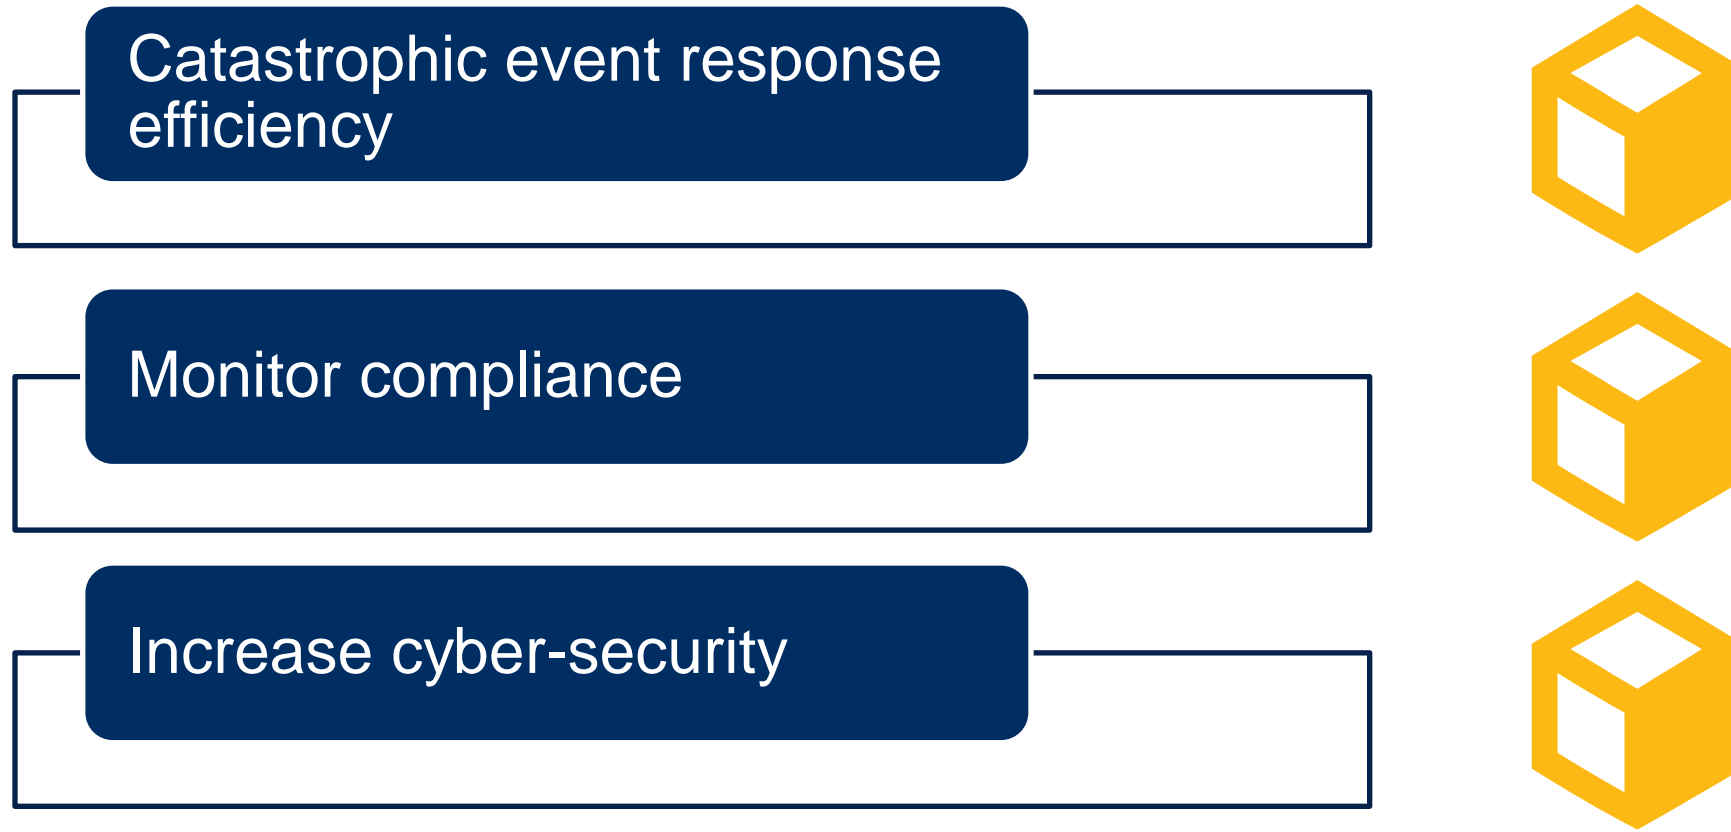 Catastrophic event response
efficiency
Monitor compliance
Increase cyber-security